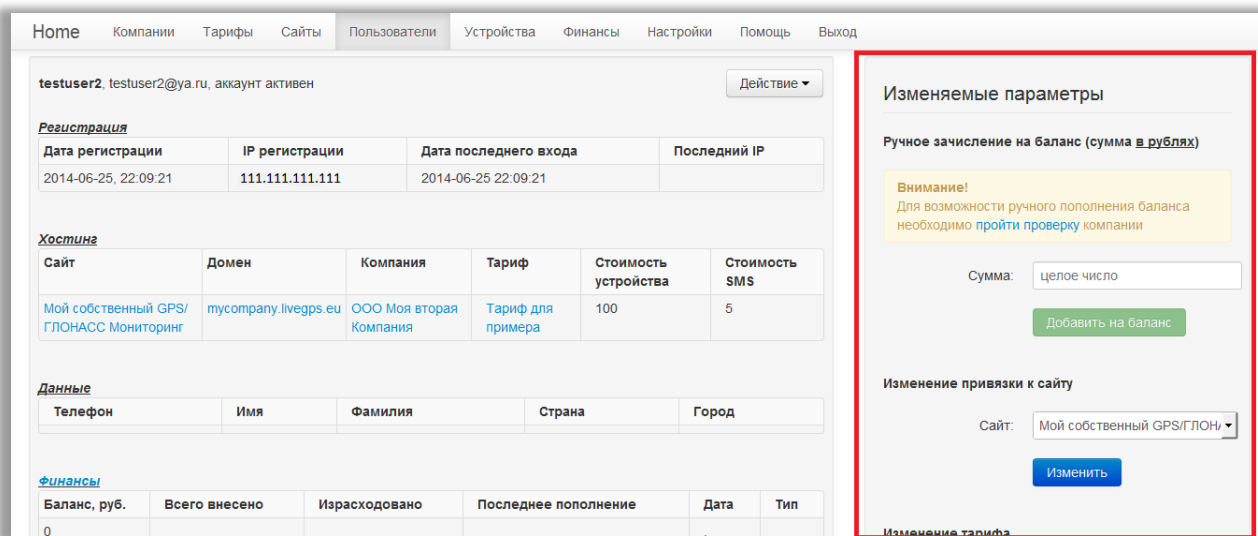 Home Компании Тарифы Сайты Пользователи Устройства Финансы Настройки Помощь Выход
testuser2, testuser2@ya.ru, аккаунт активен
Действие
Регистрация
Дата регистрации IP регистрации Дата последнего входа Последний IP
2014-06-25, 22:09:21 111.111.111.111 2014-06-25 22:09:21
Хостинг
Сайт Домен Компания Тариф Стоимость Стоимость
устройства SMS
Мой собственный GPS/ mycompany.livegps.eu ООО Моя вторая Тариф для 100 5
ГЛОНАСС Мониторинг Компания примера
Данные
Телефон Имя Фамилия Страна Город
Финансы
Баланс, руб. Всего внесено Израсходовано Последнее пополнение Дата Тип
0
Изменяемые параметры
Ручное зачисление на баланс (сумма в рублях)
Внимание!
Для возможности ручного пополнения баланса
необходимо пройти проверку компании
Сумма: целое число
Добавить на баланс
Изменение привязки к сайту
Сайт: Мой собственный GPS/ГЛОН
Изменить
Изменение тарифа